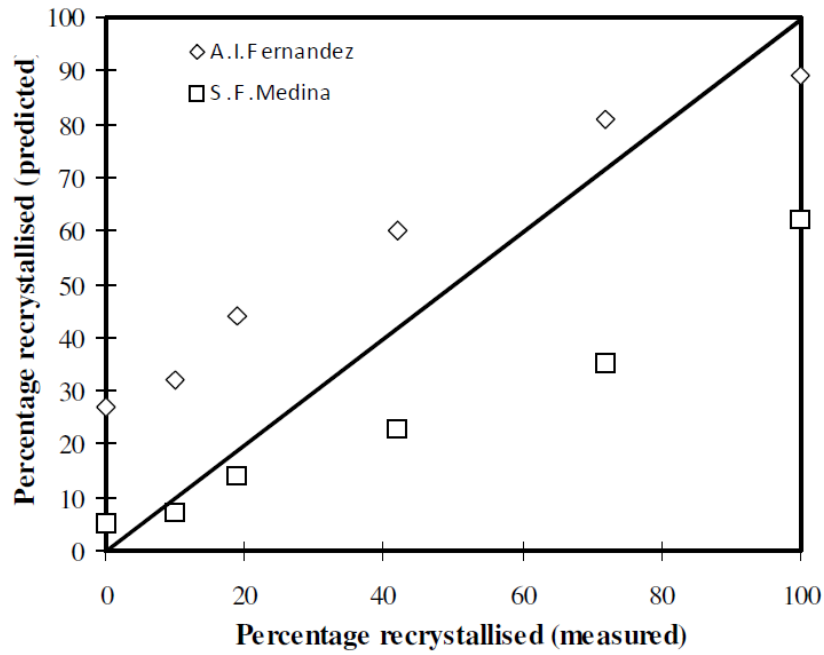 100
90
80
70
60
50
40
30
20
10
0
Percentage recrystallised (predicted)
A.I.Fernandez
S.F.Medina
0 20 40 60 80 100
Percentage recrystallised (measured)